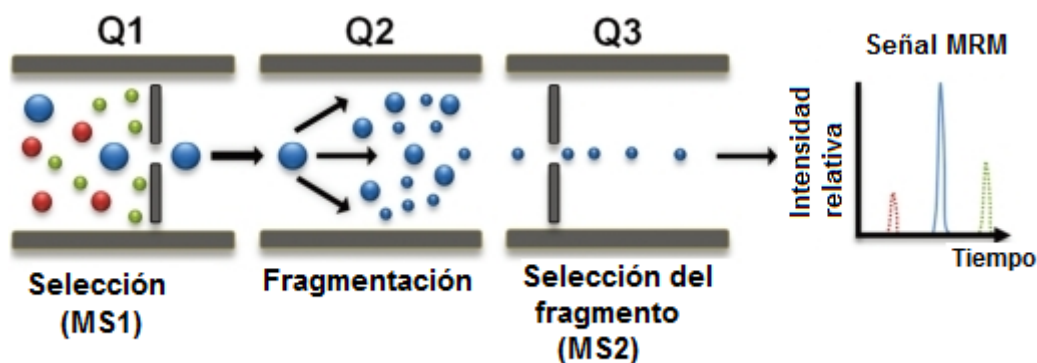 Q1
Q2
Q3
Señal MRM
Intensidad
relativa
Tiempo
Selección
(MS1)
Fragmentación
Selección del
fragmento
(MS2)